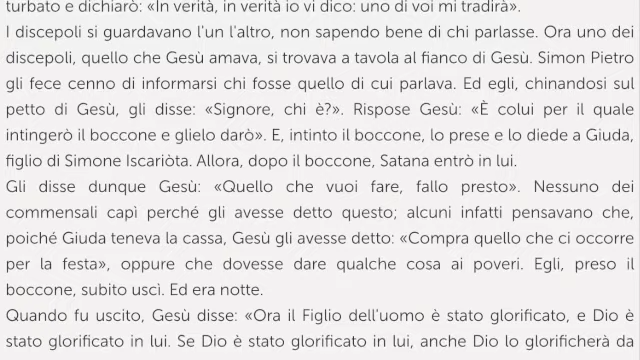 turbato e dichiarò: «In verità, in verità io vi dico: uno di voi mi tradirà».
I discepoli si guardavano l'un l'altro, non sapendo bene di chi parlasse. Ora uno dei
discepoli, quello che Gesù amava, si trovava a tavola al fianco di Gesù. Simon Pietro
gli fece cenno di informarsi chi fosse quello di cui parlava. Ed egli, chinandosi sul
petto di Gesù, gli disse: «Signore, chi è?». Rispose Gesù: «È colui per il quale
intingerò il boccone e glielo darò». E, intinto il boccone, lo prese e lo diede a Giuda,
figlio di Simone Iscariòta. Allora, dopo il boccone, Satana entrò in lui.
Gli disse dunque Gesù: «Quello che vuoi fare, fallo presto». Nessuno dei
commensali capì perché gli avesse detto questo; alcuni infatti pensavano che,
poiché Giuda teneva la cassa, Gesù gli avesse detto: «Compra quello che ci occorre
per la festa», oppure che dovesse dare qualche cosa ai poveri. Egli, preso il
boccone, subito uscì. Ed era notte.
Quando fu uscito, Gesù disse: «Ora il Figlio dell'uomo è stato glorificato, e Dio è
stato glorificato in lui. Se Dio è stato glorificato in lui, anche Dio lo glorificherà da